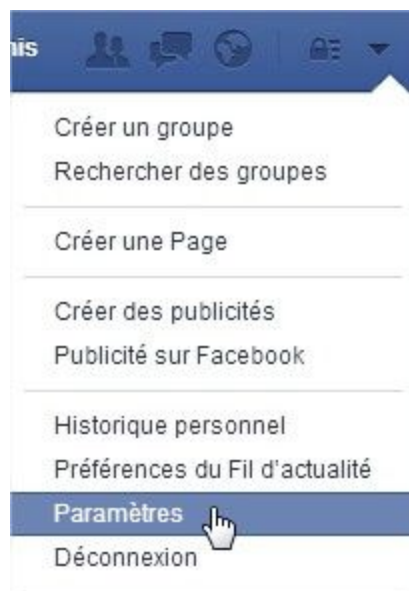 Créer un groupe
Rechercher des groupes
Créer une Page
Créer des publicités
Publicité sur Facebook
Historique personnel
Préférences du Fil d'actualité
Paramètres
Déconnexion